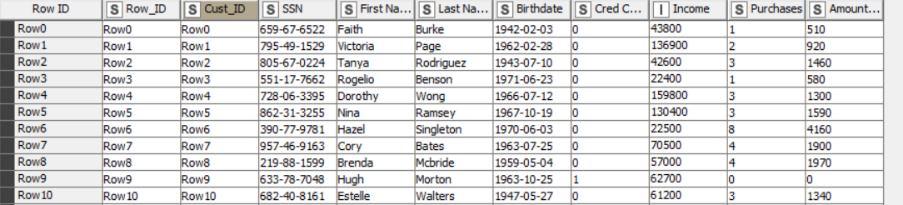 Row ID S Row_ID S Cust_ID S SSN S First Na... S Last Na... S Birthdate S Cred C... I Income S Purchases S Amount...
Row0 Row0 Row0 659-67-6522 Faith Burke 1942-02-03 0 43800 1 510
Row1 Row1 Row1 795-49-1529 Victoria Page 1962-02-28 0 136900 2 920
Row2 Row2 Row2 805-67-0224 Tanya Rodriguez 1943-07-10 0 42600 3 1460
Row3 Row3 Row3 551-17-7662 Rogelio Benson 1971-06-23 0 22400 1 580
Row4 Row4 Row4 728-06-3395 Dorothy Wong 1966-07-12 0 159800 3 1300
Row5 Row5 Row5 862-31-3255 Nina Ramsey 1967-10-19 0 130400 3 1590
Row6 Row6 Row6 390-77-9781 Hazel Singleton 1970-06-03 0 22500 8 4160
Row7 Row7 Row7 957-46-9163 Cory Bates 1963-07-25 0 70500 4 1900
Row8 Row8 Row8 219-88-1599 Brenda Mcbride 1959-05-04 0 57000 4 1970
Row9 Row9 Row9 633-78-7048 Hugh Morton 1963-10-25 1 62700 0 0
Row10 Row10 Row10 682-40-8161 Estelle Walters 1947-05-27 0 61200 3 1340